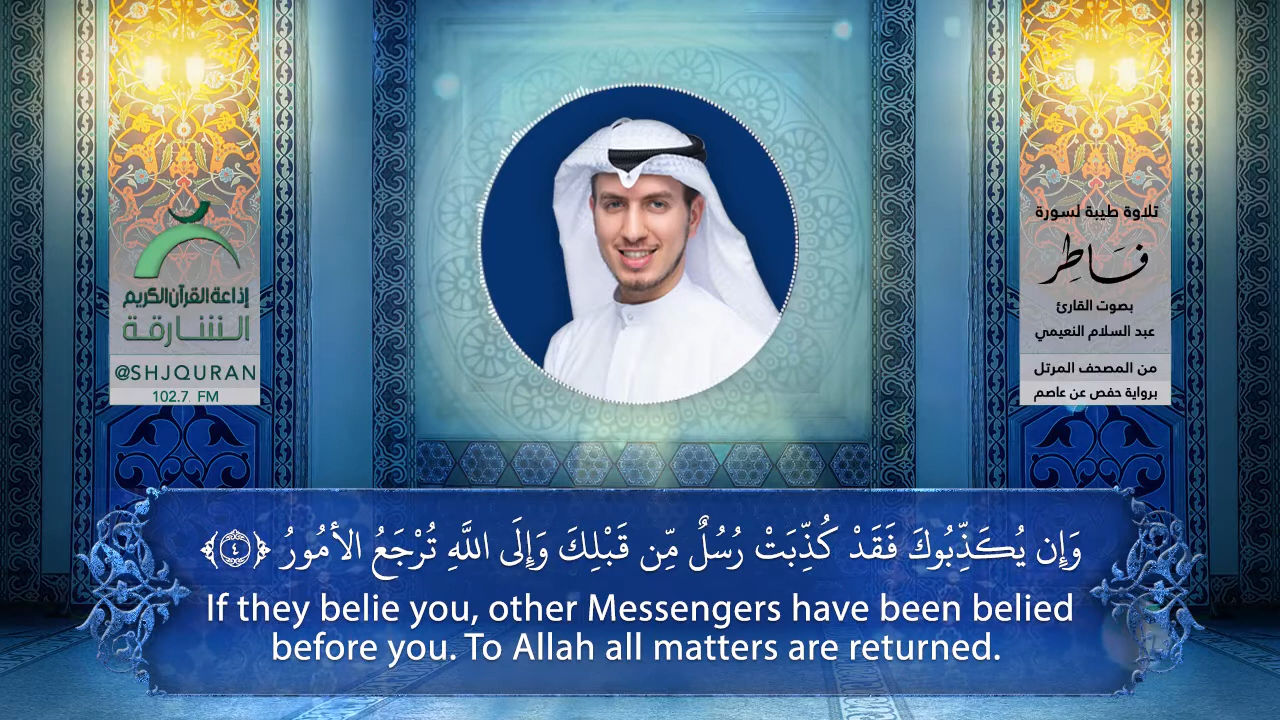 إذاعة القرآن الكريم
الشارقة
@SHJQURAN
102.7 FM
تلاوة طيبة لسورة
فَاطِر
بصوت القارئ
عبد السلام النعيمي
من المصحف المرتل
برواية حفص عن عاصم
وَإِن يُكَذِّبُوكَ فَقَدْ كُذِّبَتْ رُسُلٌ مِّن قَبْلِكَ وَإِلَى اللَّهِ تُرْجَعُ الأمُورُ ﴿٤﴾
If they belie you, other Messengers have been belied
before you. To Allah all matters are returned.